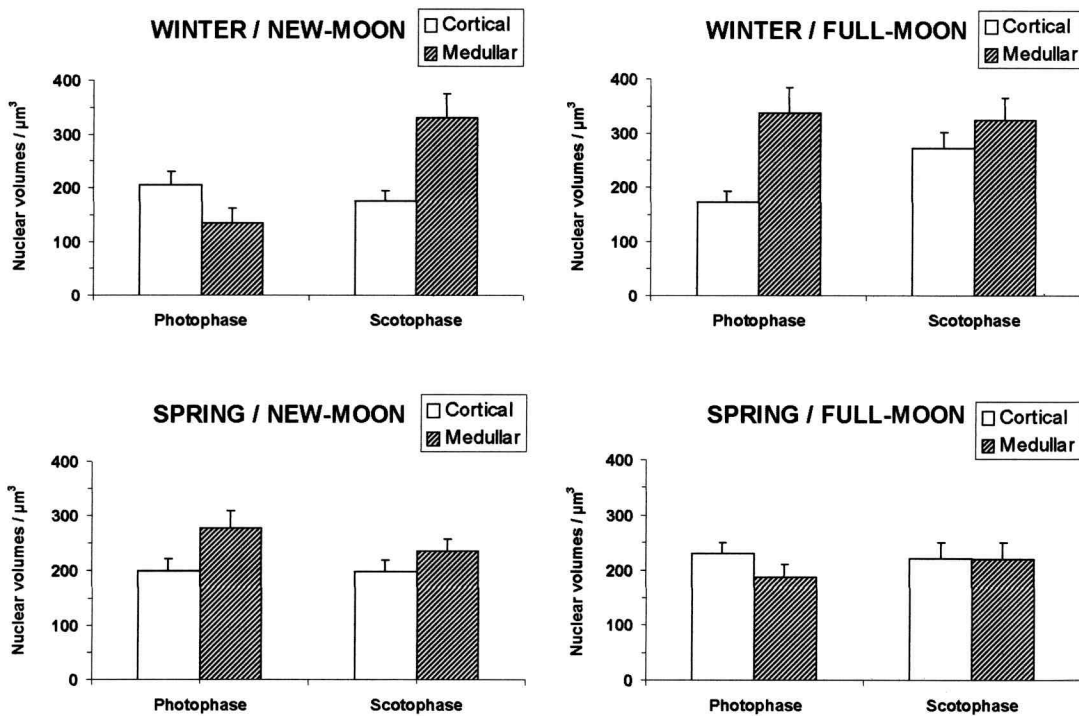 WINTER / NEW-MOON
Cortical
Medullar
Nuclear volumes / µm³
400
300
200
100
0
Photophase
Scotophase
WINTER / FULL-MOON
Cortical
Medullar
Nuclear volumes / µm³
400
300
200
100
0
Photophase
Scotophase
SPRING / NEW-MOON
Cortical
Medullar
Nuclear volumes / µm³
400
300
200
100
0
Photophase
Scotophase
SPRING / FULL-MOON
Cortical
Medullar
Nuclear volumes / µm³
400
300
200
100
0
Photophase
Scotophase